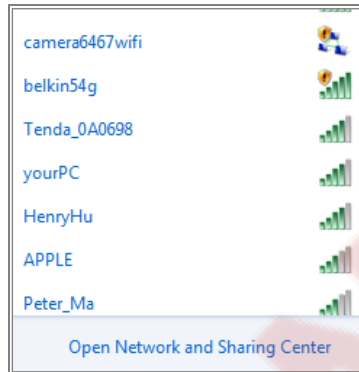 camera6467wifi
belkin54g
Tenda_0A0698
yourPC
HenryHu
APPLE
Peter_Ma
Open Network and Sharing Center